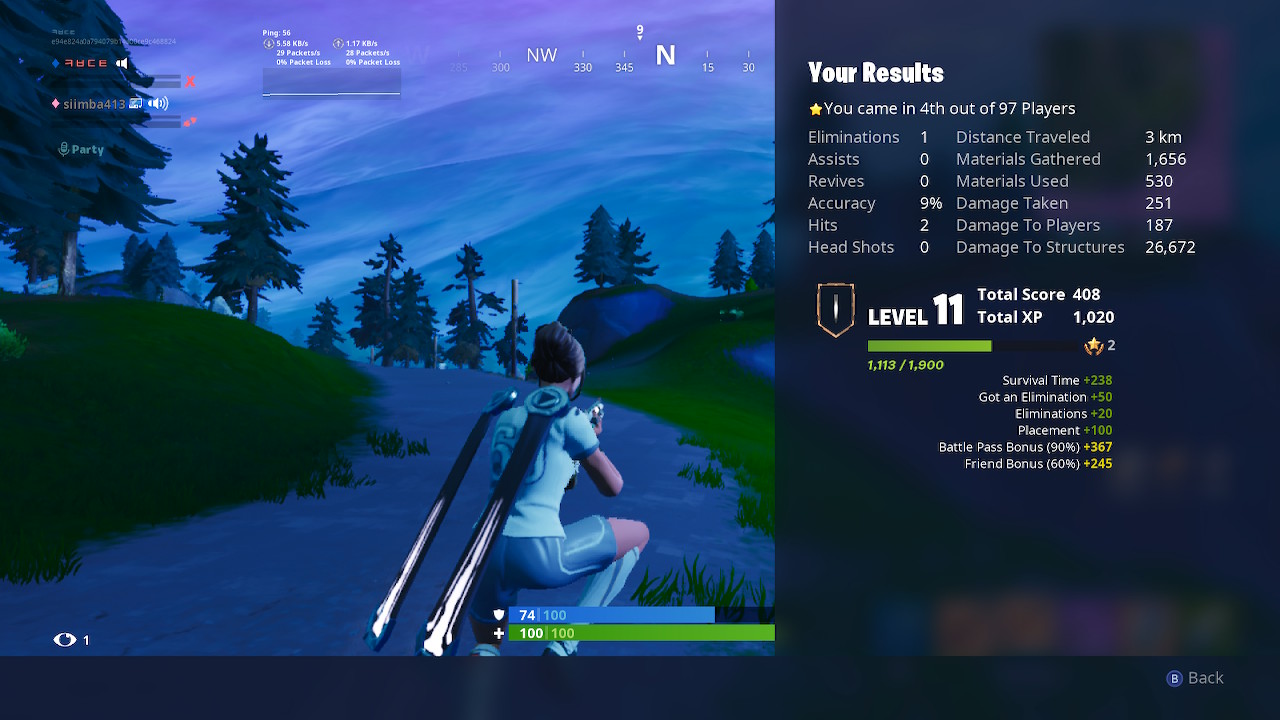 Ping: 56
5.58 KB/s 1.17 KB/s
29 Packets/s 28 Packets/s
0% Packet Loss 0% Packet Loss
siimba413
Party
9
285 300 NW 330 345 N 15 30
74 | 100
100 | 100
1
Your Results
You came in 4th out of 97 Players
Eliminations 1 Distance Traveled 3 km
Assists 0 Materials Gathered 1,656
Revives 0 Materials Used 530
Accuracy 9% Damage Taken 251
Hits 2 Damage To Players 187
Head Shots 0 Damage To Structures 26,672
LEVEL 11
Total Score 408
Total XP 1,020
2
1,113 / 1,900
Survival Time +238
Got an Elimination +50
Eliminations +20
Placement +100
Battle Pass Bonus (90%) +367
Friend Bonus (60%) +245
B Back